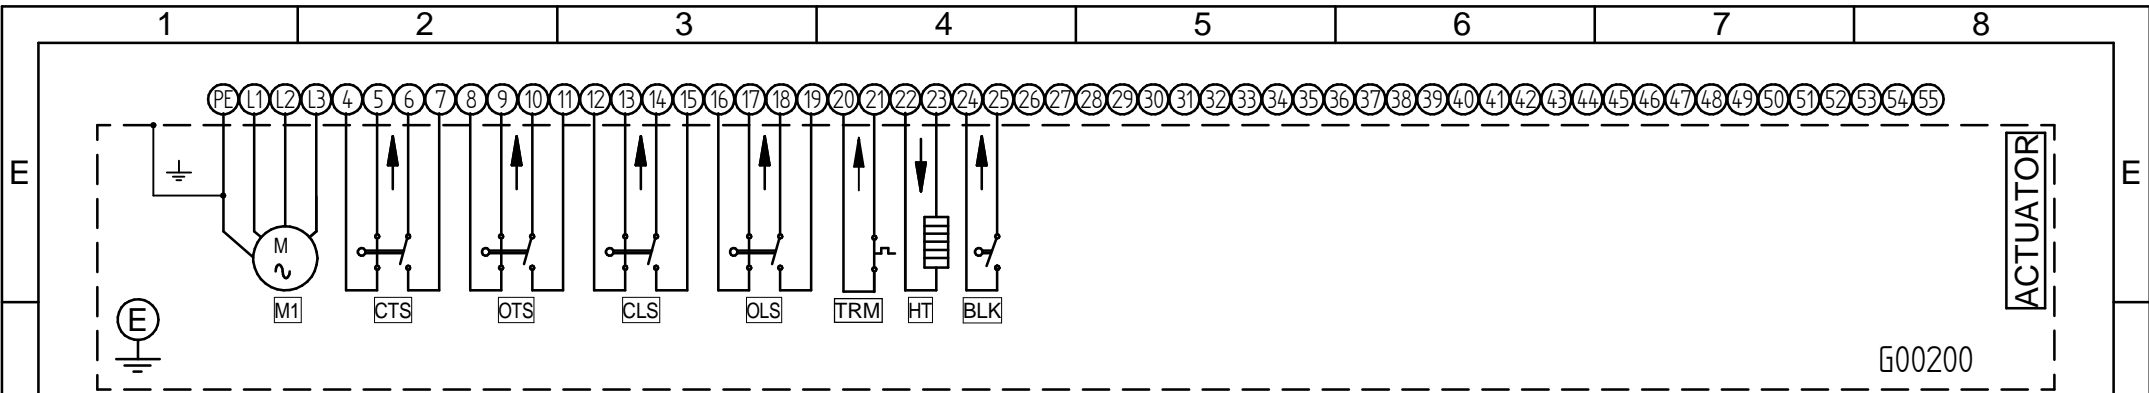 1 2 3 4 5 6 7 8
PE L1 L2 L3 4 5 6 7 8 9 10 11 12 13 14 15 16 17 18 19 20 21 22 23 24 25 26 27 28 29 30 31 32 33 34 35 36 37 38 39 40 41 42 43 44 45 46 47 48 49 50 51 52 53 54 55
E E
ACTUATOR
M
M1 CTS OTS CLS OLS TRM HT BLK
E
G00200